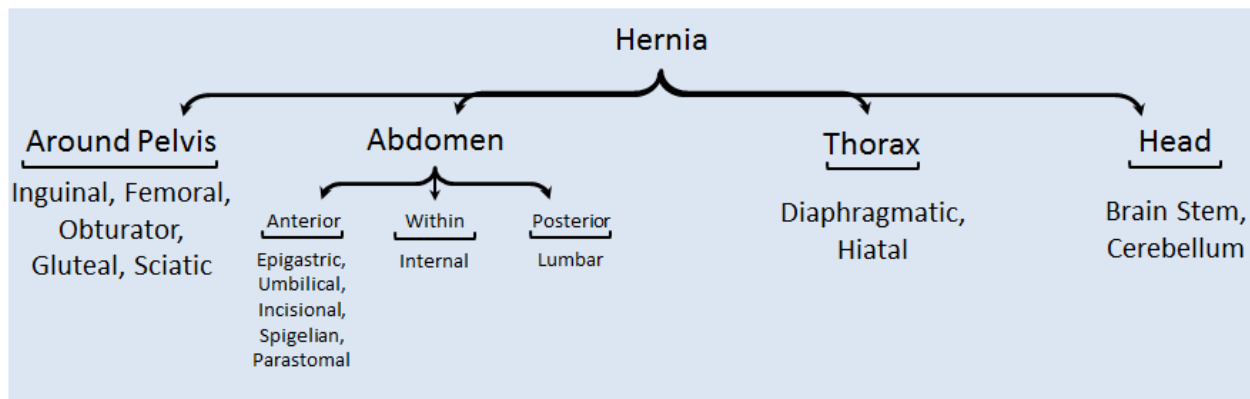 Hernia
Around Pelvis
Inguinal, Femoral,
Obturator,
Gluteal, Sciatic
Abdomen
Anterior
Epigastric,
Umbilical,
Incisional,
Spigelian,
Parastomal
Within
Internal
Posterior
Lumbar
Thorax
Diaphragmatic,
Hiatal
Head
Brain Stem,
Cerebellum